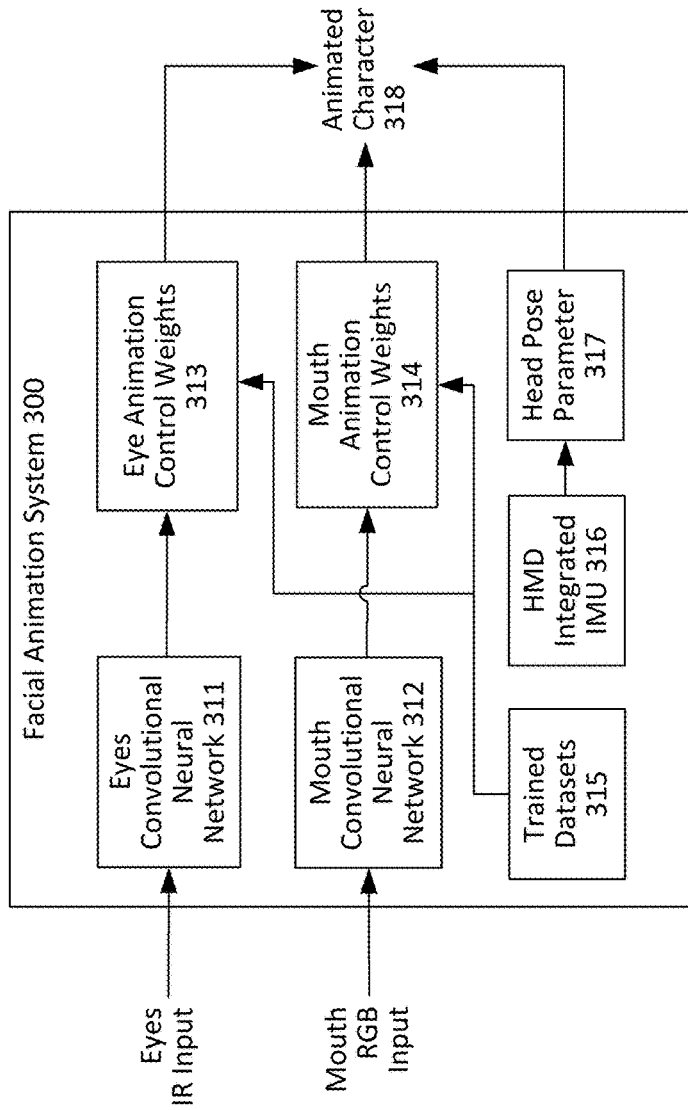 Facial Animation System 300
Eyes
IR Input
Eyes
Convolutional
Neural
Network 311
Eye Animation
Control Weights
313
Mouth
RGB
Input
Mouth
Convolutional
Neural
Network 312
Mouth
Animation
Control Weights
314
Animated
Character
318
Trained
Datasets
315
HMD
Integrated
IMU 316
Head Pose
Parameter
317